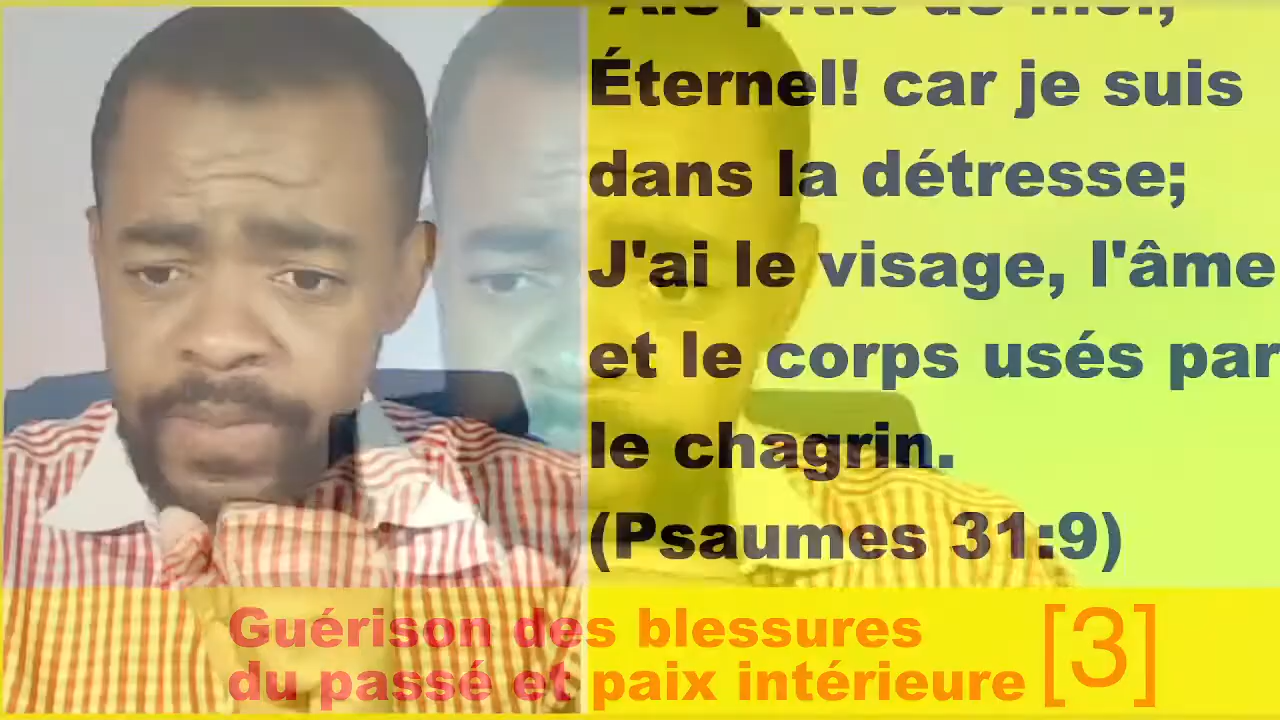 Éternel! car je suis
dans la détresse;
J'ai le visage, l'âme
et le corps usés par
le chagrin.
(Psaumes 31:9)
Guérison des blessures
du passé et paix intérieure
[3]